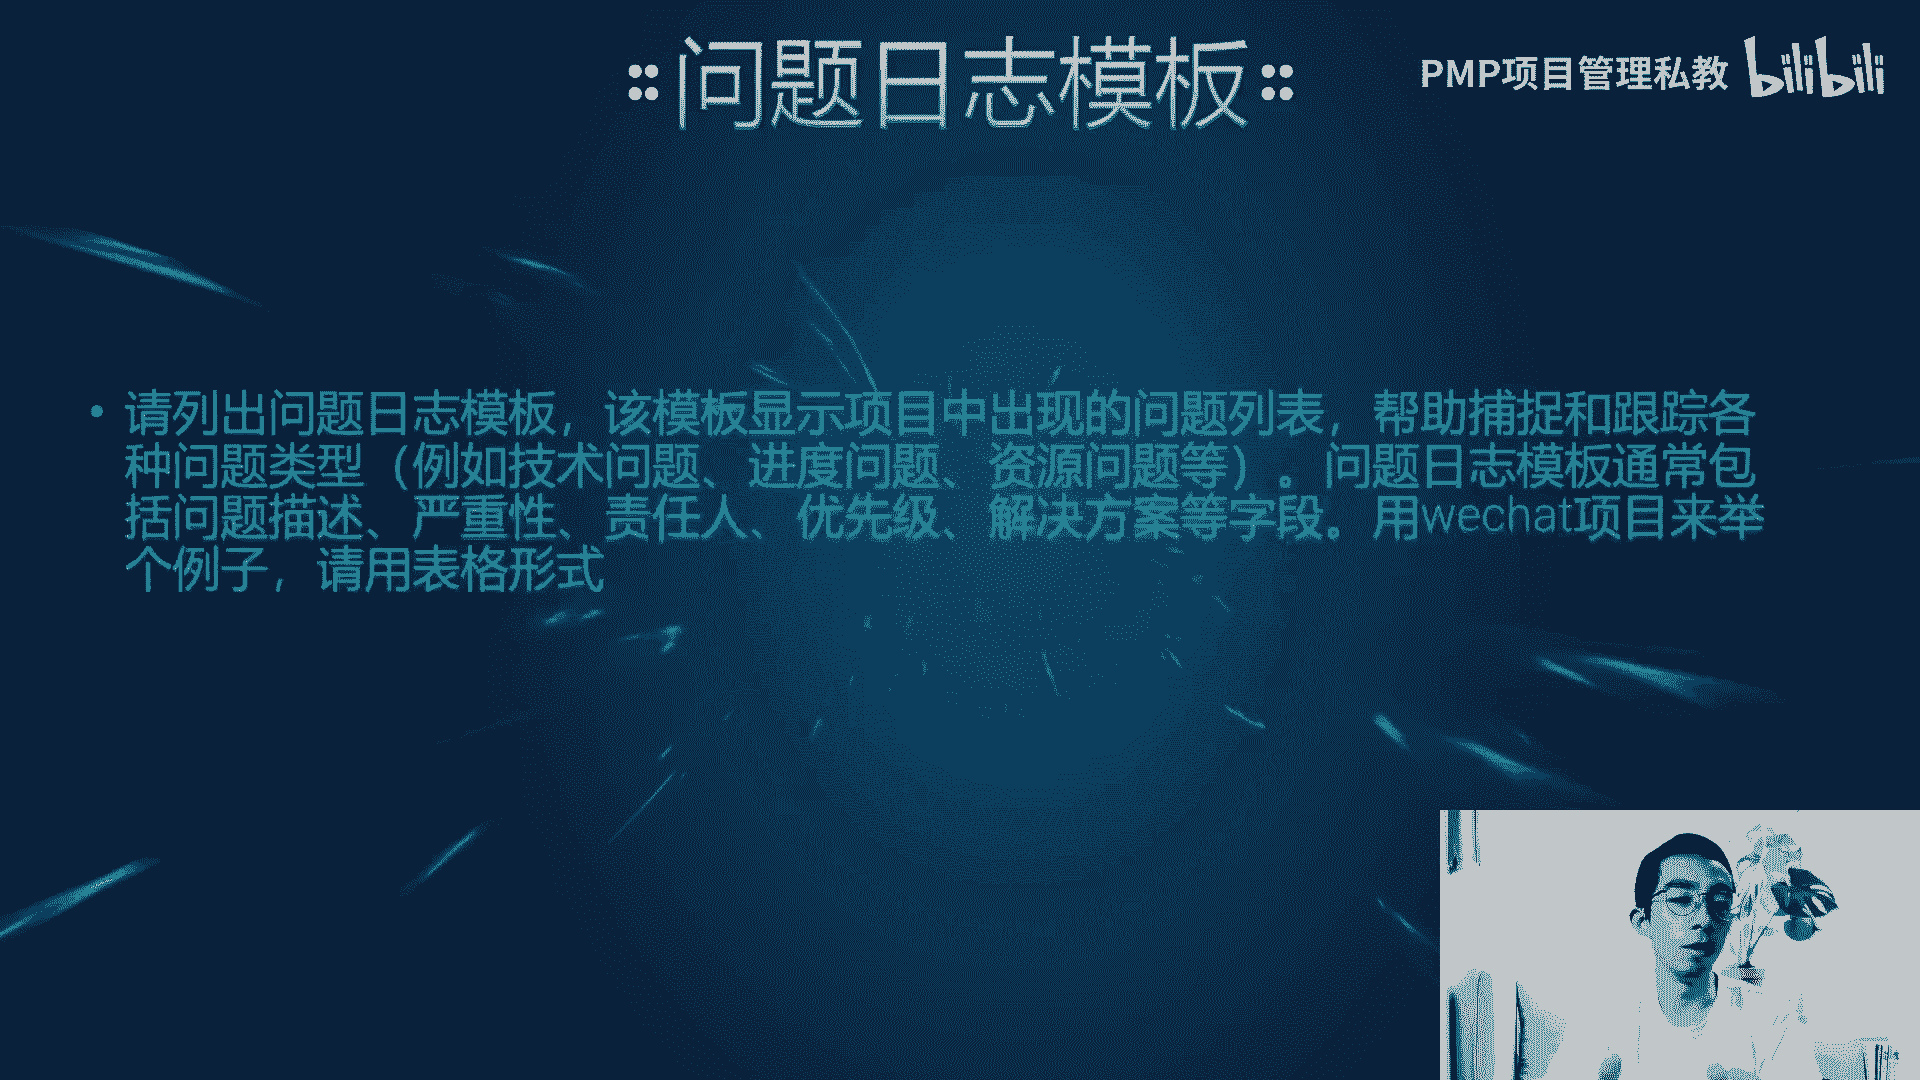 问题日志模板
PMP项目管理私教 bilibili
• 请列出问题日志模板，该模板显示项目中出现的问题列表，帮助捕捉和跟踪各
种问题类型（例如技术问题、进度问题、资源问题等）。问题日志模板通常包
括问题描述、严重性、责任人、优先级、解决方案等字段。用wechat项目来举
个例子，请用表格形式